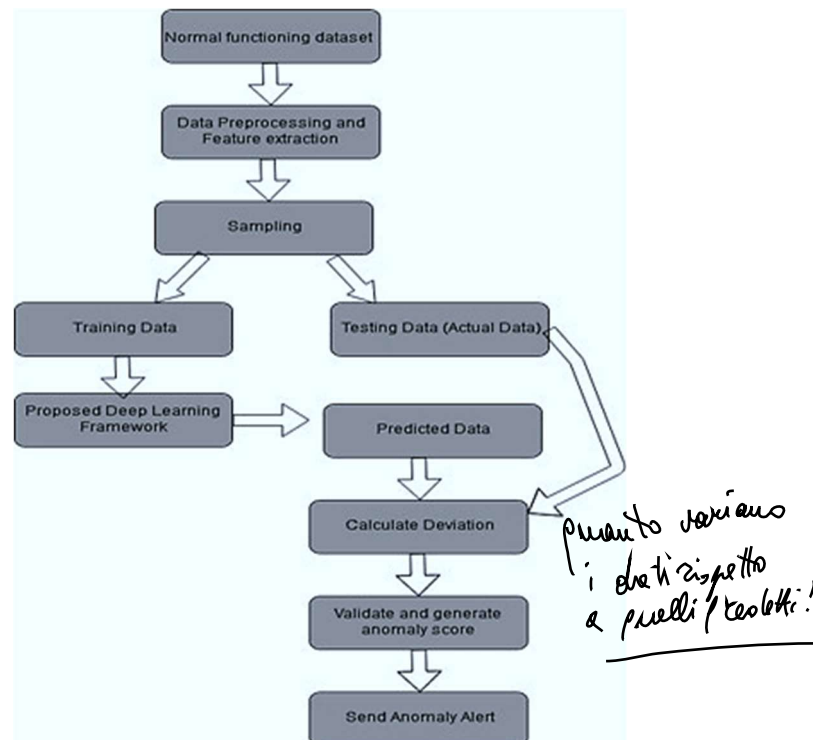 Normal functioning dataset
Data Preprocessing and
Feature extraction
Sampling
Training Data
Testing Data (Actual Data)
Proposed Deep Learning
Framework
Predicted Data
Calculate Deviation
quanto variano
i dati rispetto
a quelli predetti!
Validate and generate
anomaly score
Send Anomaly Alert